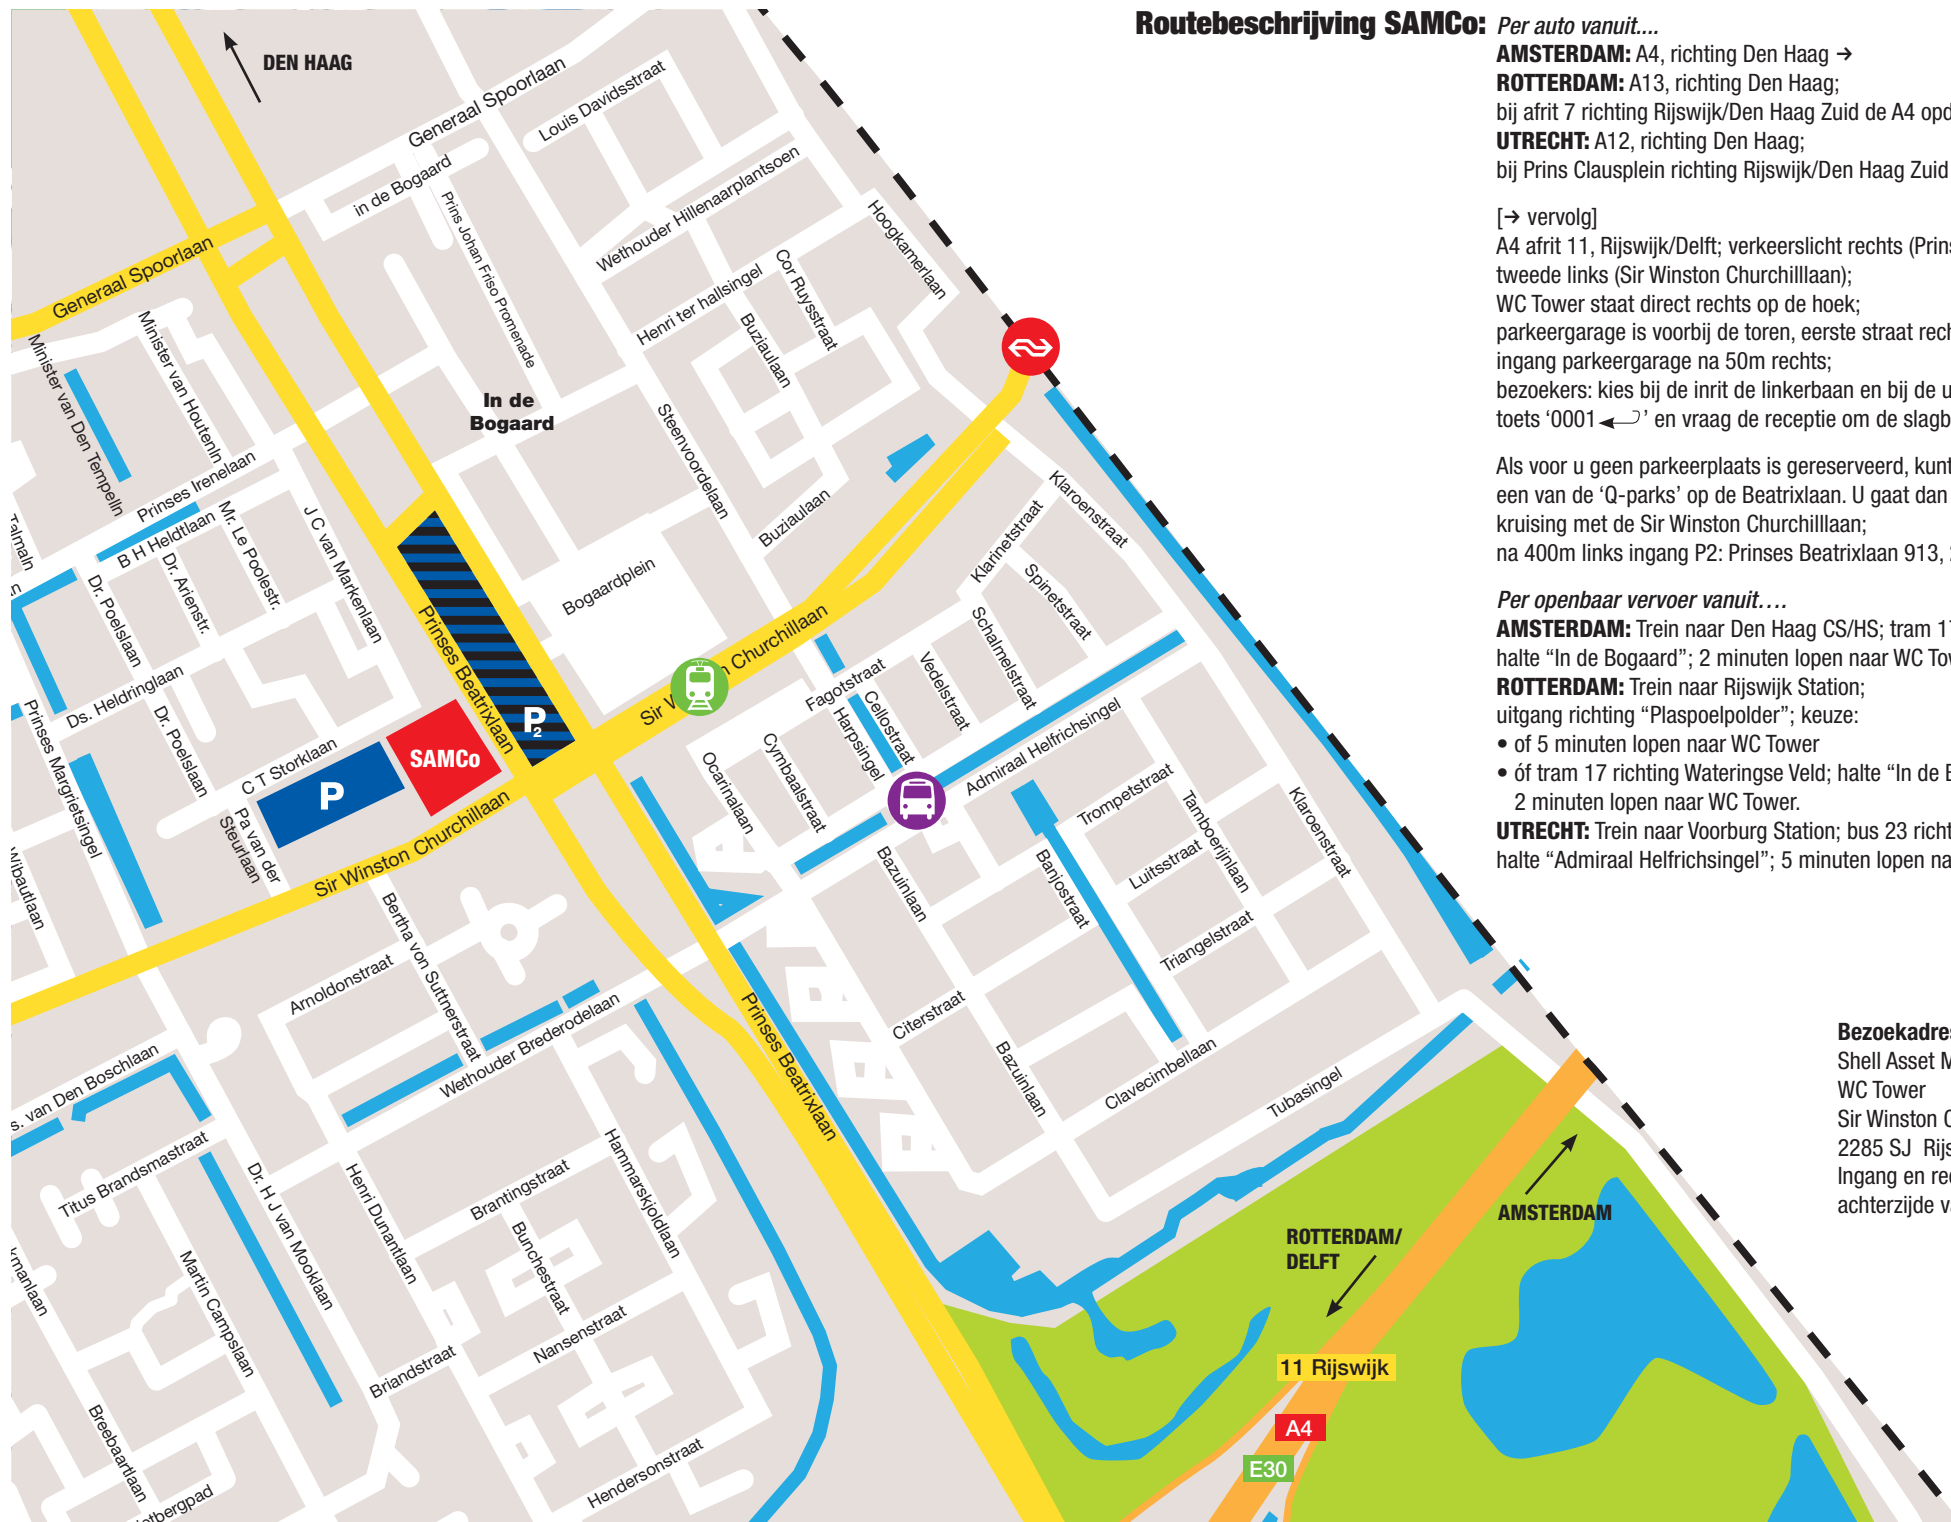 Routebeschrijving SAMCo: Per auto vanuit....
AMSTERDAM: A4, richting Den Haag →
ROTTERDAM: A13, richting Den Haag;
bij afrit 7 richting Rijswijk/Den Haag Zuid de A4
UTRECHT: A12, richting Den Haag;
bij Prins Clausplein richting Rijswijk/Den Haag Zuid
[→ vervolg]
A4 afrit 11, Rijswijk/Delft; verkeerslicht rechts
tweede links (Sir Winston Churchilllaan);
WC Tower staat direct rechts op de hoek;
parkeergarage is voorbij de toren, eerste straat
ingang parkeergarage na 50m rechts;
bezoekers: kies bij de inrit de linkerbaan en bij de
toets ‘0001 ’ en vraag de receptie om de
Als voor u geen parkeerplaats is gereserveerd, kunt
een van de ‘Q-parks’ op de Beatrixlaan. U gaat dan
kruising met de Sir Winston Churchilllaan;
na 400m links ingang P2: Prinses Beatrixlaan 913,
Per openbaar vervoer vanuit….
AMSTERDAM: Trein naar Den Haag CS/HS; tram 17
halte “In de Bogaard”; 2 minuten lopen naar WC
ROTTERDAM: Trein naar Rijswijk Station;
uitgang richting “Plaspoelpolder”; keuze:
• of 5 minuten lopen naar WC Tower
• óf tram 17 richting Wateringse Veld; halte “In de
2 minuten lopen naar WC Tower.
UTRECHT: Trein naar Voorburg Station; bus 23
halte “Admiraal Helfrichsingel”; 5 minuten lopen
Shell Asset
WC Tower
Sir Winston
2285 SJ
Ingang en
achterzijde
DEN HAAG
Generaal Spoorlaan
Louis Davidsstraat
in de Bogaard
Prins Johan Friso Promenade
Wethouder Hillenaarplantsoen
Hoogkamerlaan
Generaal Spoorlaan
Henri ter hallsingel
Cor Ruysstraat
Buziaulaan
Minister van Den Tempelln
Minister van Houtenln
In de
Bogaard
Steenvoordelaan
Prinses Irenelaan
B H Heldtlaan
Mr. Le Poolestr.
J C van Markenlaan
Buziaulaan
Klaroenstraat
Klarinetstraat
Dr. Poelslaan
Dr. Arienstr.
Bogaardplein
Spinetstraat
Schalmeistraat
Prinses Beatrixlaan
Sir Churchillaan
Fagotstraat
Vedelstraat
Cellostraat
Harpsingel
Ds. Heldringlaan
Dr. Poelslaan
Prinses Margrietsingel
C T Storklaan
SAMCo
P2
P
Ocarinalaan
Cymbaalstraat
Admiraal Helfrichsingel
Pa van der
Steurlaan
Sir Winston Churchillaan
Trompetstraat
Tamboerijnlaan
Klaroenstraat
Wibautlaan
Bertha von Suttnerstraat
Bazuinlaan
Banjostraat
Luitsstraat
Triangelstraat
Arnoldonstraat
Wethouder Brederodelaan
Prinses Beatrixlaan
Citerstraat
Bazuinlaan
Clavecimbellaan
Tubasingel
van Den Boschlaan
Titus Brandsmastraat
Dr. H J van Mooklaan
Henri Dunantlaan
Brantingstraat
Bunchestraat
Hammarskjoldlaan
Martin Campslaan
Nansenstraat
Briandstraat
Breebaartlaan
Hendersonstraat
ROTTERDAM/
DELFT
AMSTERDAM
11 Rijswijk
A4
E30